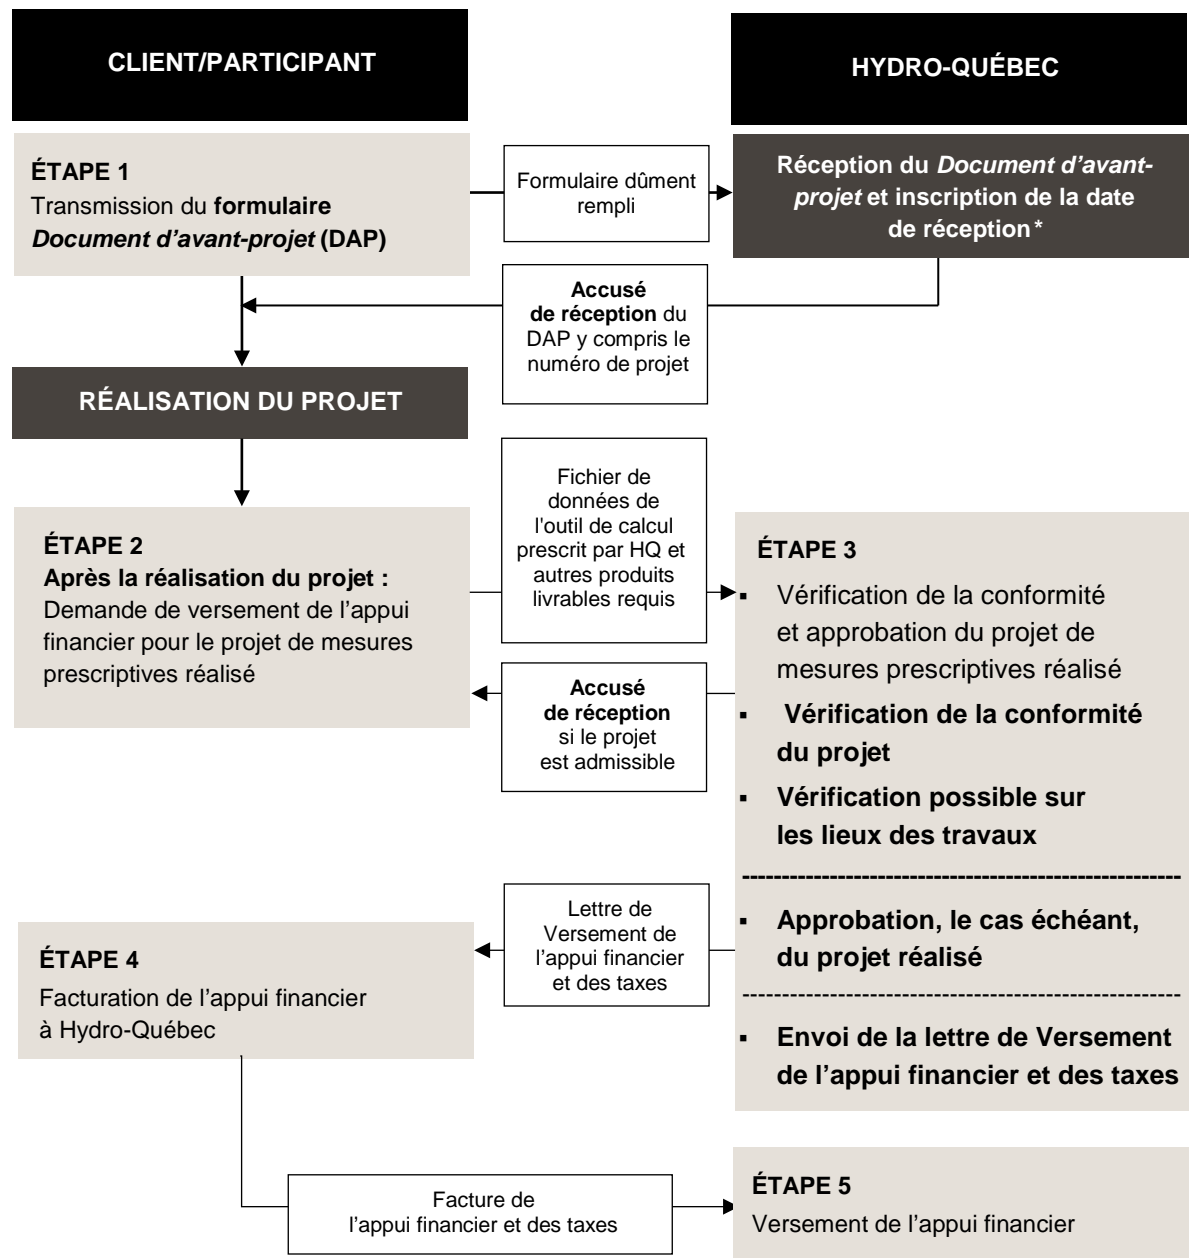 CLIENT/PARTICIPANT
HYDRO-QUÉBEC
ÉTAPE 1
Transmission du formulaire
Document d'avant-projet (DAP)
Formulaire dûment
rempli
Réception du Document d'avant-
projet et inscription de la date
de réception *
Accusé
de réception du
DAP y compris le
numéro de projet
RÉALISATION DU PROJET
Fichier de
données de
l'outil de calcul
prescrit par HQ et
autres produits
livrables requis
ÉTAPE 2
Après la réalisation du projet :
Demande de versement de l'appui
financier pour le projet de mesures
prescriptives réalisé
ÉTAPE 3
▪ Vérification de la conformité
et approbation du projet de
mesures prescriptives réalisé
▪ Vérification de la conformité
du projet
▪ Vérification possible sur
les lieux des travaux
Accusé
de réception
si le projet
est admissible
▪ Approbation, le cas échéant,
du projet réalisé
▪ Envoi de la lettre de Versement
de l'appui financier et des taxes
Lettre de
Versement de
l'appui financier
et des taxes
ÉTAPE 4
Facturation de l'appui financier
à Hydro-Québec
Facture de
l'appui financier et des taxes
ÉTAPE 5
Versement de l'appui financier